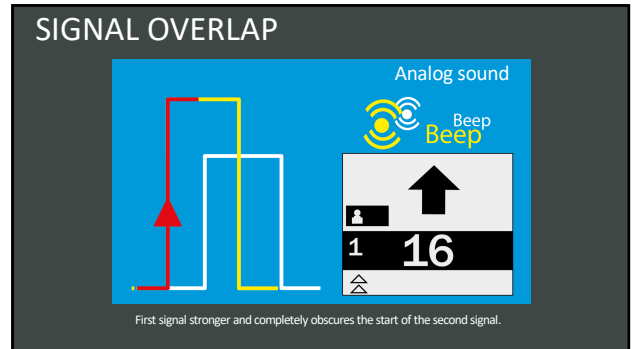 SIGNAL OVERLAP
Analog sound
Beep
Beep
1 16
First signal stronger and completely obscures the start of the second signal.